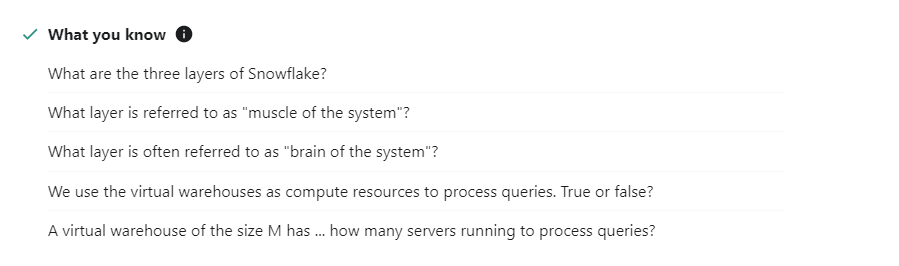 What you know
What are the three layers of Snowflake?
What layer is referred to as "muscle of the system"?
What layer is often referred to as "brain of the system"?
We use the virtual warehouses as compute resources to process queries. True or false?
A virtual warehouse of the size M has ... how many servers running to process queries?